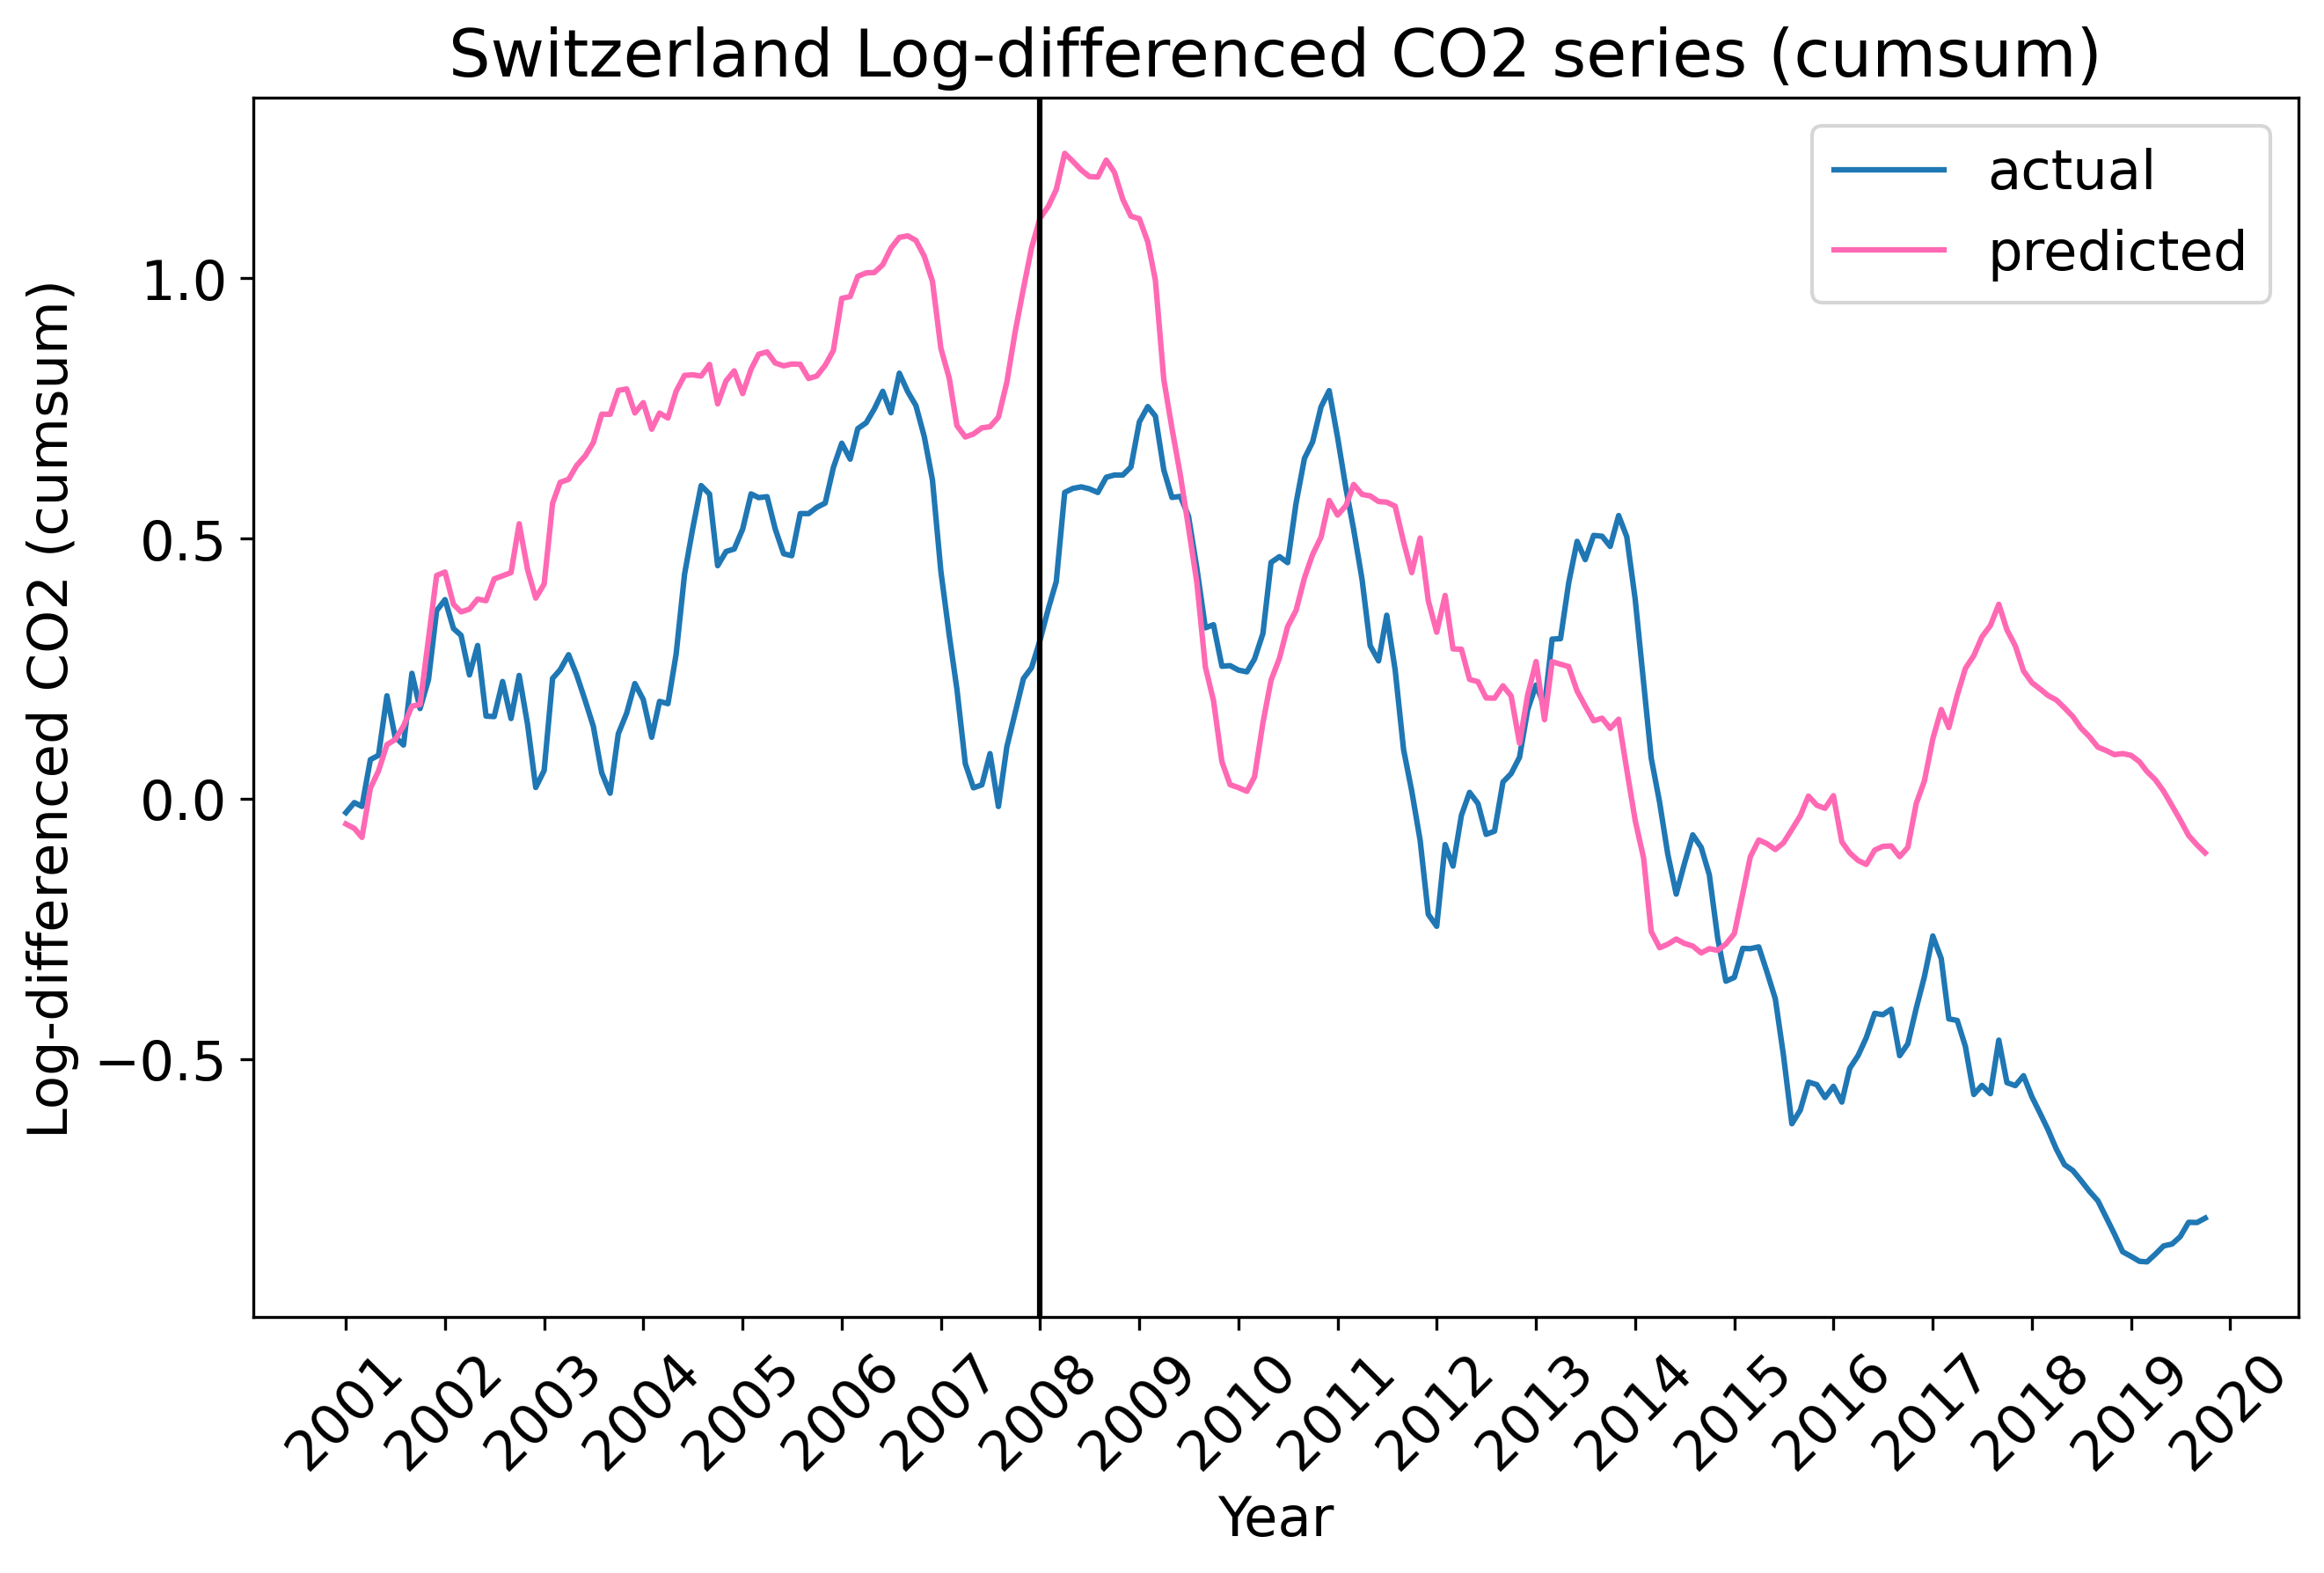 Switzerland Log-differenced CO2 series (cumsum)
actual
predicted
Log-differenced CO2 (cumsum)
1.0
0.5
0.0
−0.5
2001 2002 2003 2004 2005 2006 2007 2008 2009 2010 2011 2012 2013 2014 2015 2016 2017 2018 2019 2020
Year